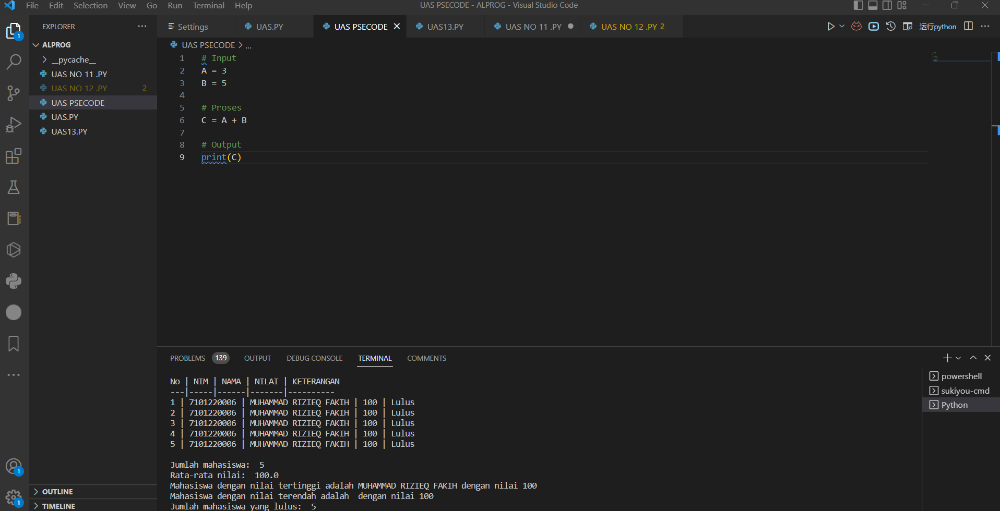 File Edit Selection View Go Run Terminal Help
UAS PSECODE - ALPROG - Visual Studio Code
EXPLORER
Settings
UAS.PY
UAS PSECODE
UAS13.PY
UAS NO 11 .PY
UAS NO 12 .PY 2
运行python
1
ALPROG
__pycache__
UAS NO 11 .PY
UAS NO 12 .PY 2
UAS PSECODE
UAS.PY
UAS13.PY
UAS PSECODE > ...
1 # Input
2 A = 3
3 B = 5
4
5 # Proses
6 C = A + B
7
8 # Output
9 print(C)
PROBLEMS 139 OUTPUT DEBUG CONSOLE TERMINAL COMMENTS
No | NIM | NAMA | NILAI | KETERANGAN
---|-----|------|-------|----------
1 | 7101220006 | MUHAMMAD RIZIEQ FAKIH | 100 | Lulus
2 | 7101220006 | MUHAMMAD RIZIEQ FAKIH | 100 | Lulus
3 | 7101220006 | MUHAMMAD RIZIEQ FAKIH | 100 | Lulus
4 | 7101220006 | MUHAMMAD RIZIEQ FAKIH | 100 | Lulus
5 | 7101220006 | MUHAMMAD RIZIEQ FAKIH | 100 | Lulus
Jumlah mahasiswa:  5
Rata-rata nilai:  100.0
Mahasiswa dengan nilai tertinggi adalah MUHAMMAD RIZIEQ FAKIH dengan nilai 100
Mahasiswa dengan nilai terendah adalah  dengan nilai 100
Jumlah mahasiswa yang lulus:  5
powershell
sukiyou-cmd
Python
1
1
OUTLINE
TIMELINE